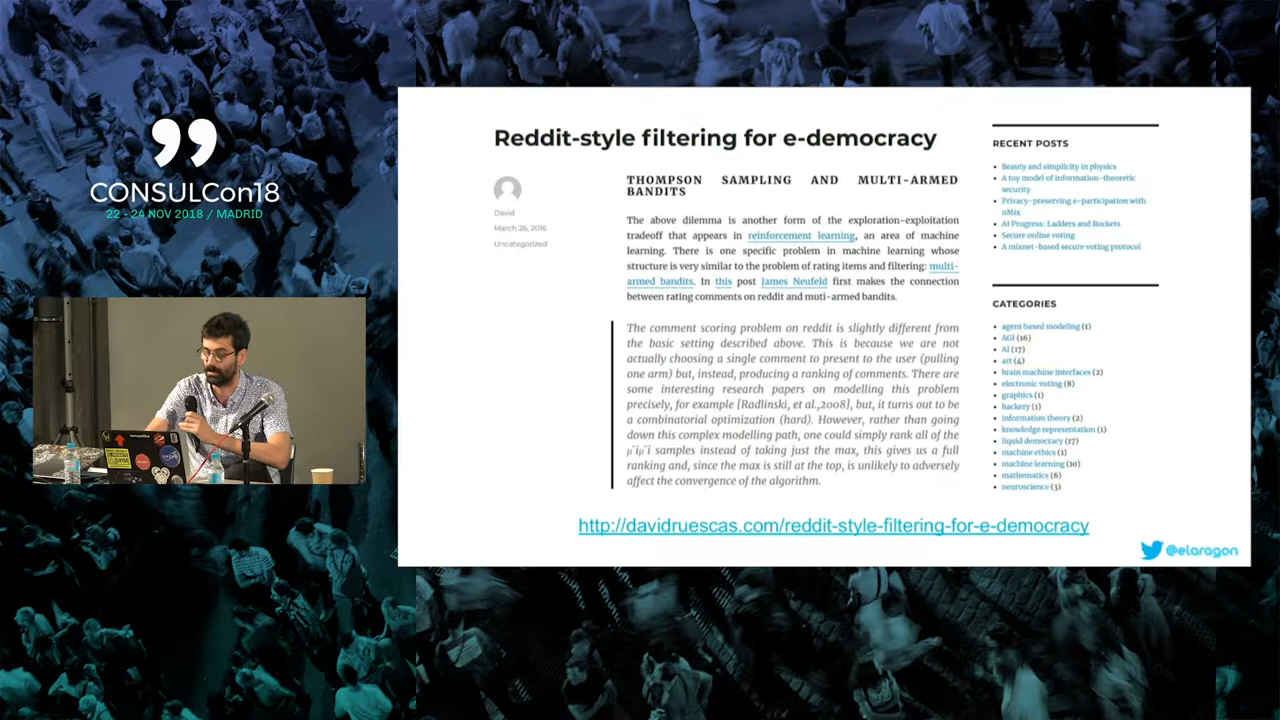 CONSULCon18
22 - 24 NOV 2018 / MADRID
Reddit-style filtering for e-democracy
David
March 26, 2016
Uncategorized
THOMPSON SAMPLING AND MULTI-ARMED
BANDITS
The above dilemma is another form of the exploration-exploitation
tradeoff that appears in reinforcement learning, an area of machine
learning. There is one specific problem in machine learning whose
structure is very similar to the problem of rating items and filtering: multi-
armed bandits. In this post James Neufeld first makes the connection
between rating comments on reddit and muti-armed bandits.
The comment scoring problem on reddit is slightly different from
the basic setting described above. This is because we are not
actually choosing a single comment to present to the user (pulling
one arm) but, instead, producing a ranking of comments. There are
some interesting research papers on modelling this problem
precisely, for example [Radlinski, et al.,2008], but, it turns out to be
a combinatorial optimization (hard). However, rather than going
down this complex modelling path, one could simply rank all of the
μ¯iμ¯i samples instead of taking just the max, this gives us a full
ranking and, since the max is still at the top, is unlikely to adversely
affect the convergence of the algorithm.
RECENT POSTS
Beauty and simplicity in physics
A toy model of information-theoretic
security
Privacy-preserving e-participation with
nMix
AI Progress: Ladders and Rockets
Secure online voting
A mixnet-based secure voting protocol
CATEGORIES
agent based modeling (1)
AGI (16)
AI (17)
art (4)
brain machine interfaces (2)
electronic voting (8)
graphics (1)
hackery (1)
information theory (2)
knowledge representation (1)
liquid democracy (17)
machine ethics (1)
machine learning (10)
mathematics (6)
neuroscience (3)
http://davidruescas.com/reddit-style-filtering-for-e-democracy
@elaragon